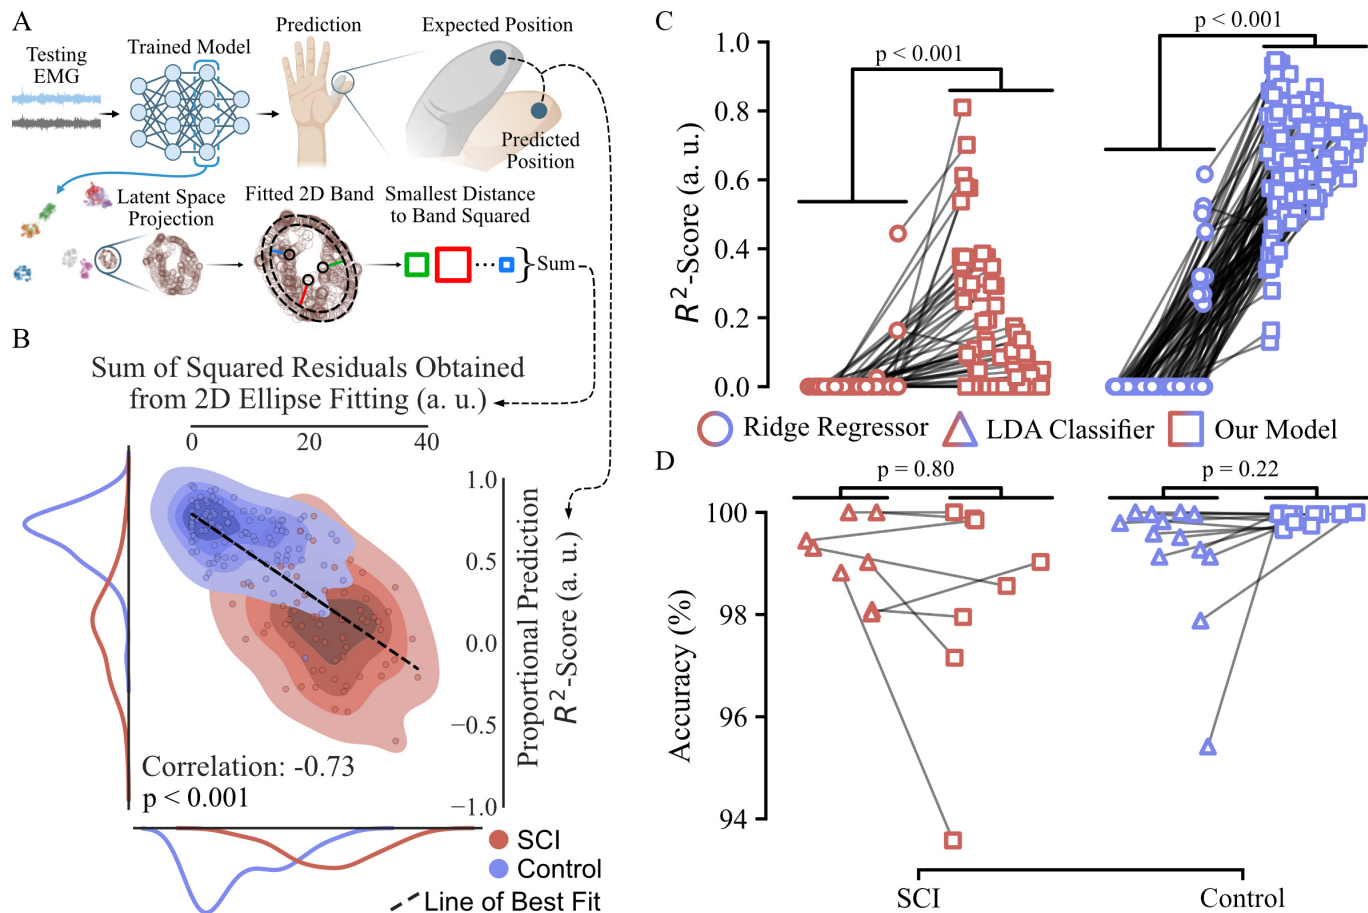 A
Testing
EMG
Trained Model
Prediction
Expected Position
Predicted
Position
Latent Space
Projection
Fitted 2D Band
Smallest Distance
to Band Squared
Sum
B
Sum of Squared Residuals Obtained
from 2D Ellipse Fitting (a. u.)
0 20 40
1.0
0.5
0.0
−0.5
−1.0
Proportional Prediction
R²-Score (a. u.)
Correlation: -0.73
p < 0.001
SCI
Control
Line of Best Fit
C
p < 0.001
p < 0.001
R²-Score (a. u.)
1.0
0.8
0.6
0.4
0.2
0.0
Ridge Regressor LDA Classifier Our Model
D
p = 0.80
p = 0.22
Accuracy (%)
100
98
96
94
SCI
Control